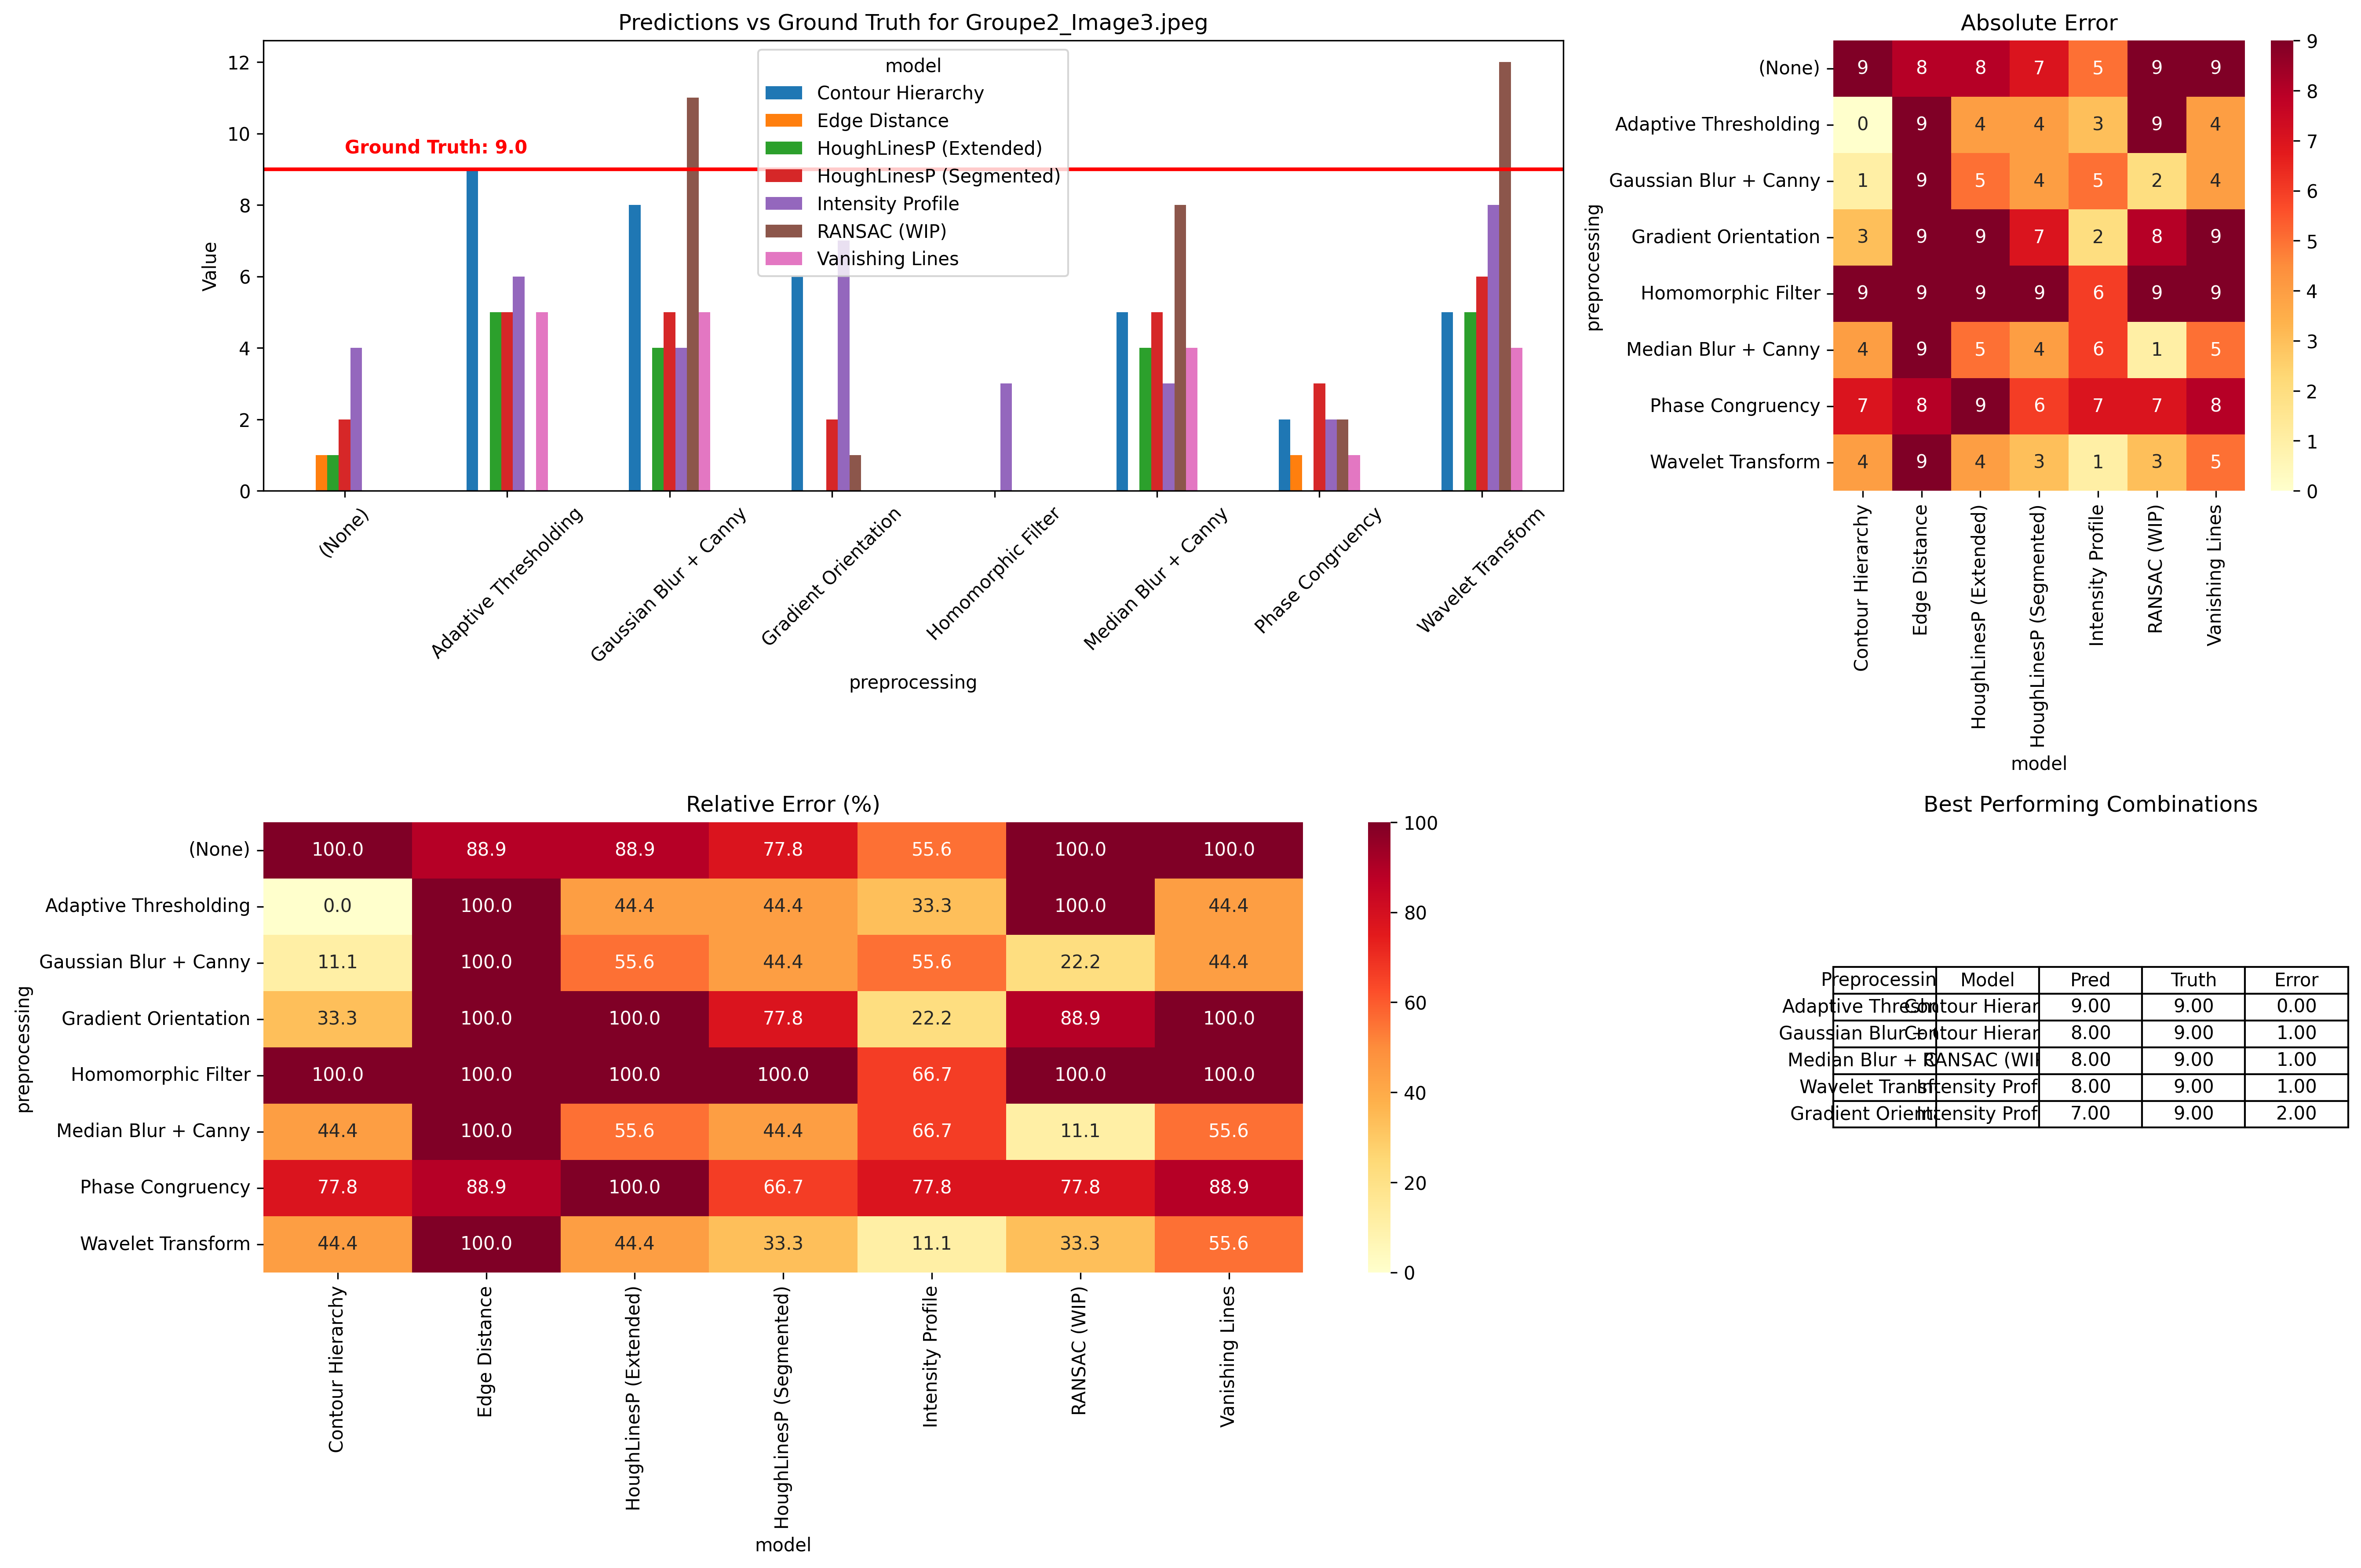 Predictions vs Ground Truth for Groupe2_Image3.jpeg
Value
12
10
8
6
4
2
0
Ground Truth: 9.0
model
Contour Hierarchy
Edge Distance
HoughLinesP (Extended)
HoughLinesP (Segmented)
Intensity Profile
RANSAC (WIP)
Vanishing Lines
(None)
Adaptive Thresholding
Gaussian Blur + Canny
Gradient Orientation
Homomorphic Filter
Median Blur + Canny
Phase Congruency
Wavelet Transform
preprocessing
Absolute Error
preprocessing
(None) 9 8 8 7 5 9 9
Adaptive Thresholding 0 9 4 4 3 9 4
Gaussian Blur + Canny 1 9 5 4 5 2 4
Gradient Orientation 3 9 9 7 2 8 9
Homomorphic Filter 9 9 9 9 6 9 9
Median Blur + Canny 4 9 5 4 6 1 5
Phase Congruency 7 8 9 6 7 7 8
Wavelet Transform 4 9 4 3 1 3 5
Contour Hierarchy
Edge Distance
HoughLinesP (Extended)
HoughLinesP (Segmented)
Intensity Profile
RANSAC (WIP)
Vanishing Lines
model
9
8
7
6
5
4
3
2
1
0
Relative Error (%)
preprocessing
(None) 100.0 88.9 88.9 77.8 55.6 100.0 100.0
Adaptive Thresholding 0.0 100.0 44.4 44.4 33.3 100.0 44.4
Gaussian Blur + Canny 11.1 100.0 55.6 44.4 55.6 22.2 44.4
Gradient Orientation 33.3 100.0 100.0 77.8 22.2 88.9 100.0
Homomorphic Filter 100.0 100.0 100.0 100.0 66.7 100.0 100.0
Median Blur + Canny 44.4 100.0 55.6 44.4 66.7 11.1 55.6
Phase Congruency 77.8 88.9 100.0 66.7 77.8 77.8 88.9
Wavelet Transform 44.4 100.0 44.4 33.3 11.1 33.3 55.6
Contour Hierarchy
Edge Distance
HoughLinesP (Extended)
HoughLinesP (Segmented)
Intensity Profile
RANSAC (WIP)
Vanishing Lines
model
100
80
60
40
20
0
Best Performing Combinations
Preprocessin Model Pred Truth Error
Adaptive Hierar 9.00 9.00 0.00
Gaussian Blur Hierar 8.00 9.00 1.00
Median Blur + RANSAC 8.00 9.00 1.00
Wavelet Prof 8.00 9.00 1.00
Gradient Prof 7.00 9.00 2.00